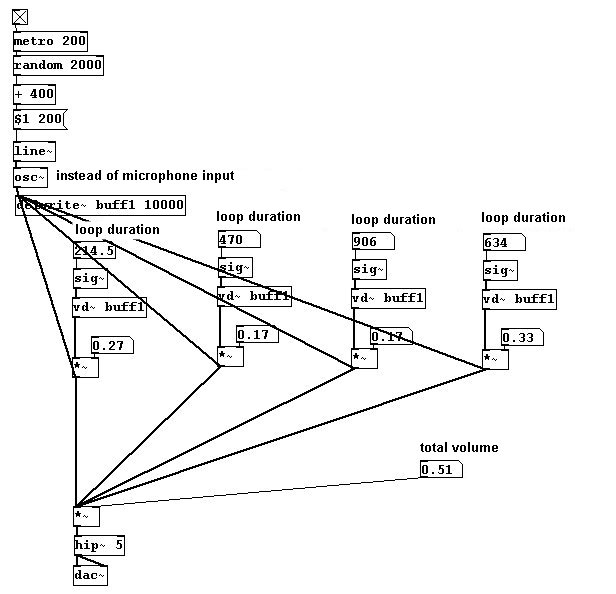 metro 200
random 2000
+ 400
$1 200
line~
osc~ instead of microphone input
delwrite~ buff1 10000
loop duration
214.5
sig~
vd~ buff1
0.27
*~
loop duration
470
sig~
vd~ buff1
0.17
*~
loop duration
906
sig~
vd~ buff1
0.17
*~
loop duration
634
sig~
vd~ buff1
0.33
*~
total volume
0.51
*~
hip~ 5
dac~